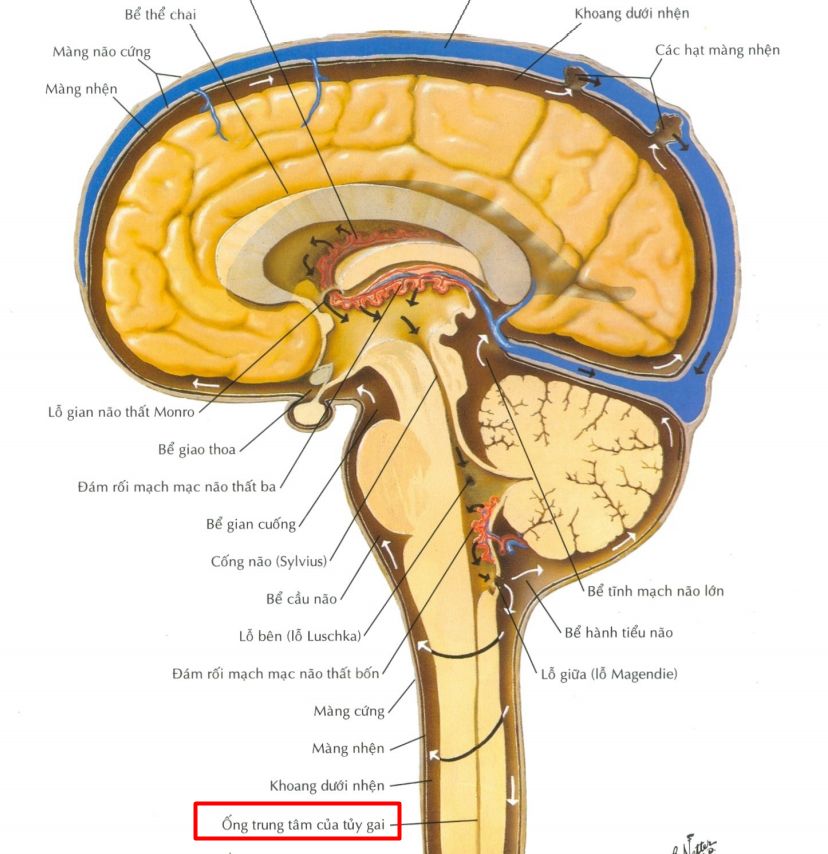 Bể thể chai
Khoang dưới nhện
Màng não cứng
Các hạt màng nhện
Màng nhện
Lỗ gian não thất Monro
Bể giao thoa
Đám rối mạch mạc não thất ba
Bể gian cuống
Cống não (Sylvius)
Bể cầu não
Bể tĩnh mạch não lớn
Lỗ bên (lỗ Luschka)
Bể hành tiểu não
Đám rối mạch mạc não thất bốn
Lỗ giữa (lỗ Magendie)
Màng cứng
Màng nhện
Khoang dưới nhện
Ống trung tâm của tủy gai